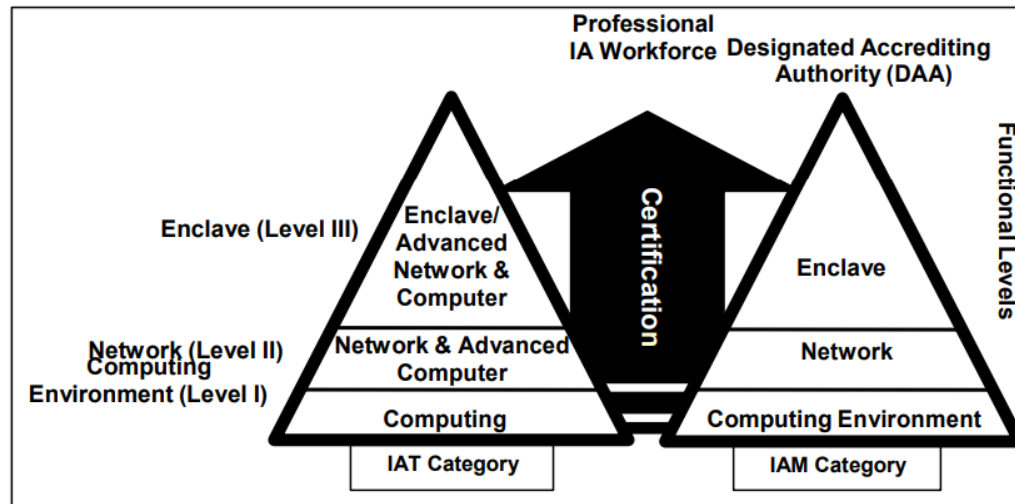 Professional
IA Workforce
Designated Accrediting
Authority (DAA)
Functional Levels
Certification
Enclave (Level III)
Enclave/
Advanced
Network &
Computer
Enclave
Network (Level II)
Network & Advanced
Computer
Network
Computing
Environment (Level I)
Computing
Computing Environment
IAT Category
IAM Category